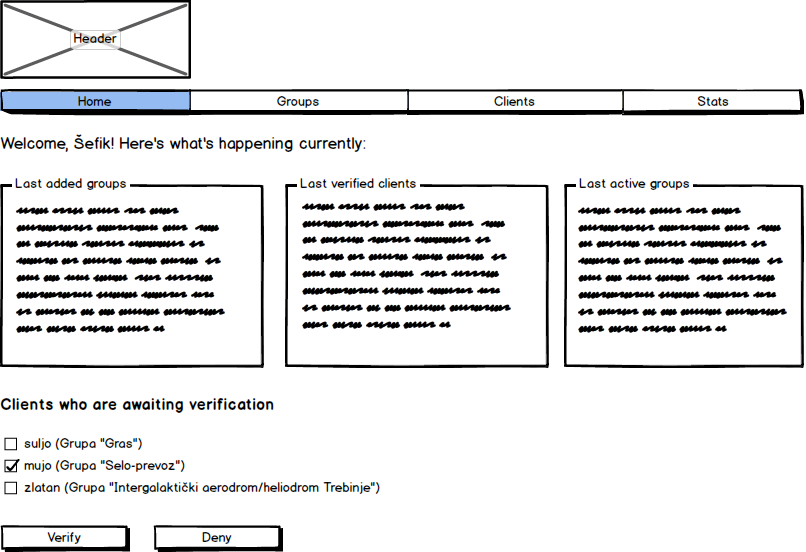 Header
Home Groups Clients Stats
Welcome, Šefik! Here's what's happening currently:
Last added groups Last verified clients Last active groups
Clients who are awaiting verification
suljo (Grupa "Gras")
mujo (Grupa "Selo-prevoz")
zlatan (Grupa "Intergalaktički aerodrom/heliodrom Trebinje")
Verify Deny